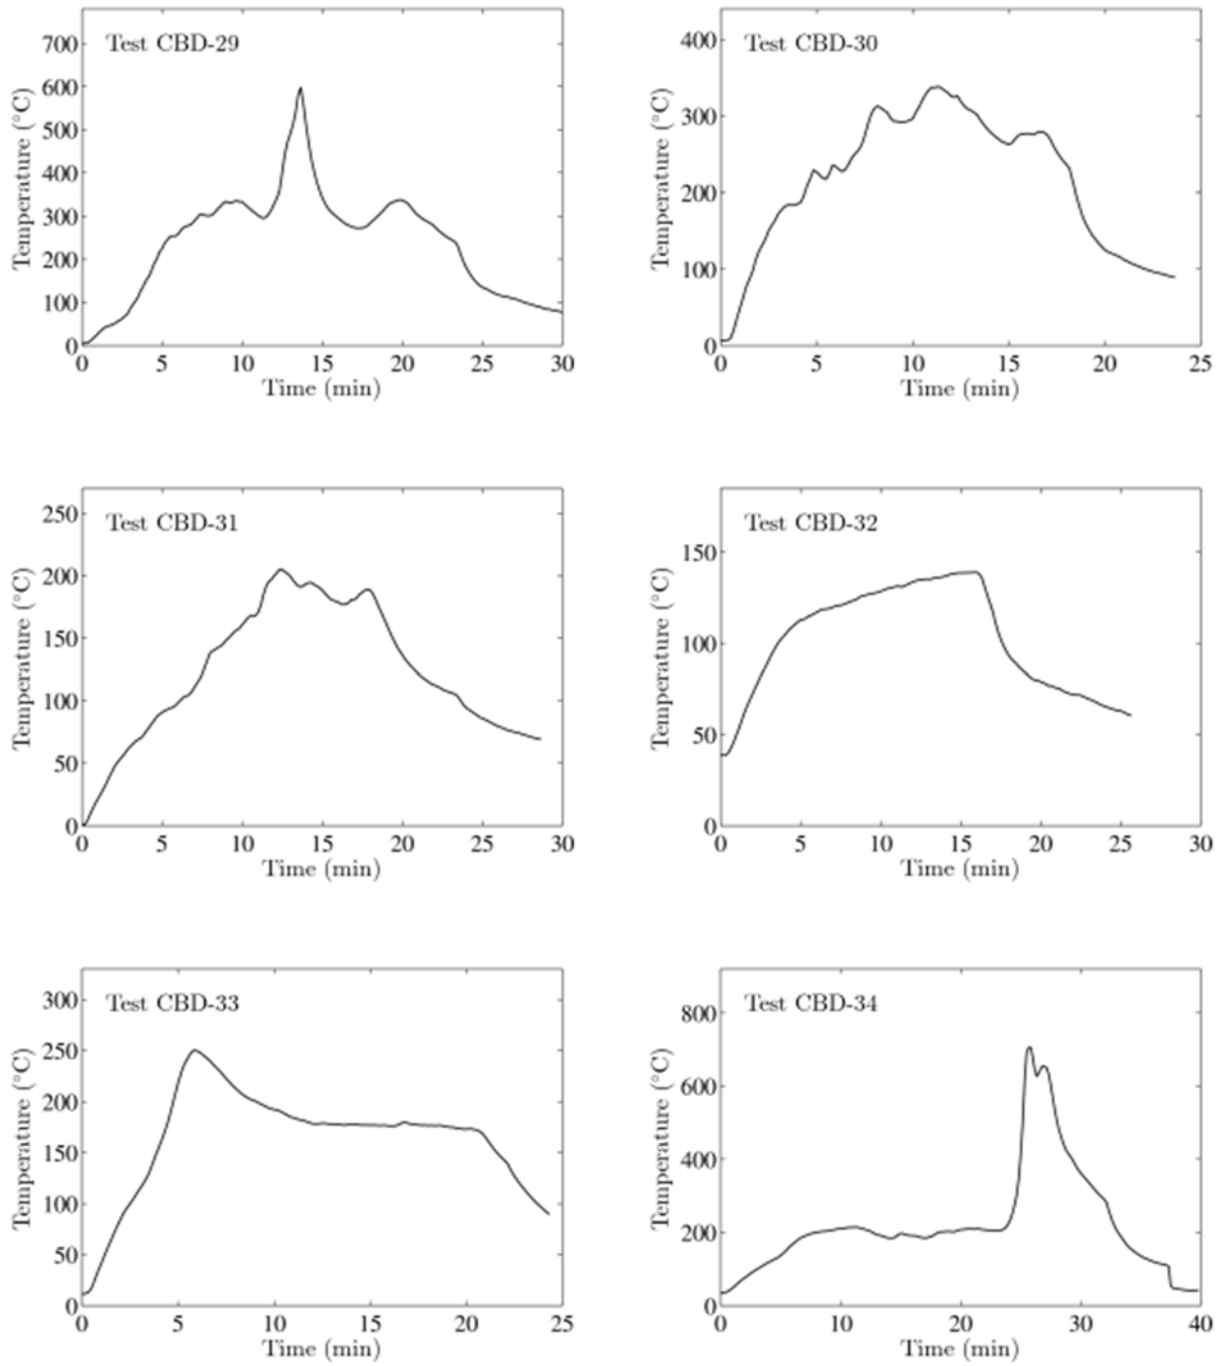 Test CBD-29
Temperature (°C)
700
600
500
400
300
200
100
0
0 5 10 15 20 25 30
Time (min)
Test CBD-30
Temperature (°C)
400
300
200
100
0
0 5 10 15 20 25
Time (min)
Test CBD-31
Temperature (°C)
250
200
150
100
50
0
0 5 10 15 20 25 30
Time (min)
Test CBD-32
Temperature (°C)
150
100
50
0
0 5 10 15 20 25 30
Time (min)
Test CBD-33
Temperature (°C)
300
250
200
150
100
50
0
0 5 10 15 20 25
Time (min)
Test CBD-34
Temperature (°C)
800
600
400
200
0
0 10 20 30 40
Time (min)